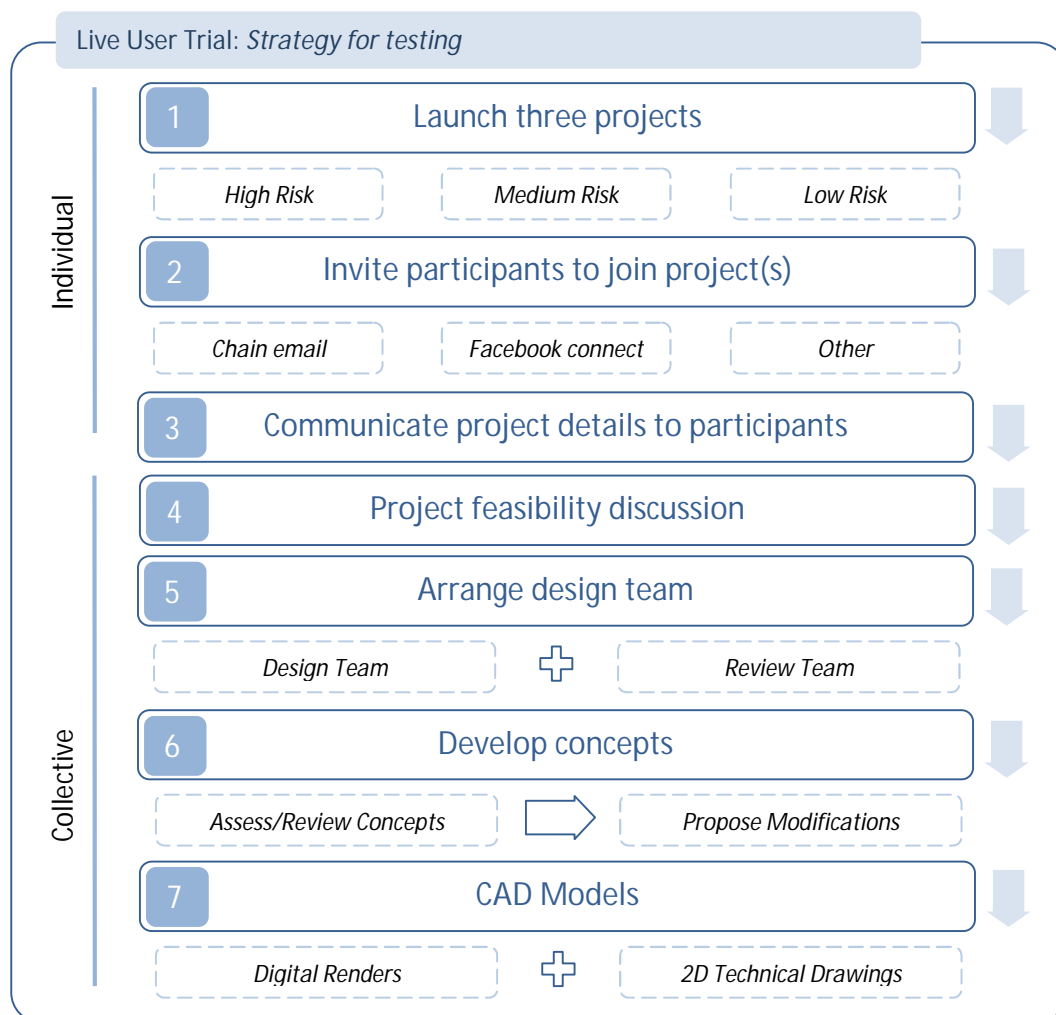 Live User Trial: Strategy for testing
Individual
1 Launch three projects
High Risk Medium Risk Low Risk
2 Invite participants to join project(s)
Chain email Facebook connect Other
3 Communicate project details to participants
Collective
4 Project feasibility discussion
5 Arrange design team
Design Team Review Team
6 Develop concepts
Assess/Review Concepts Propose Modifications
7 CAD Models
Digital Renders 2D Technical Drawings